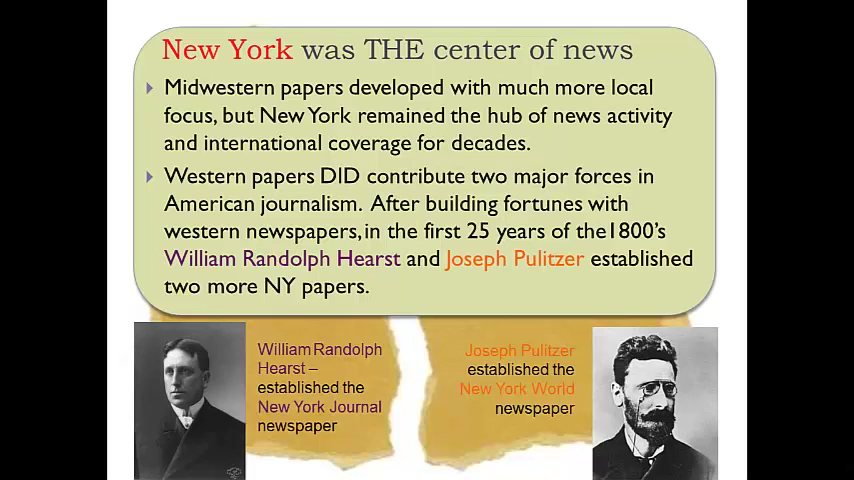 New York was THE center of news
Midwestern papers developed with much more local
focus, but New York remained the hub of news activity
and international coverage for decades.
Western papers DID contribute two major forces in
American journalism. After building fortunes with
western newspapers, in the first 25 years of the1800's
William Randolph Hearst and Joseph Pulitzer established
two more NY papers.
William Randolph
Hearst –
established the
New York Journal
newspaper
Joseph Pulitzer
established the
New York World
newspaper